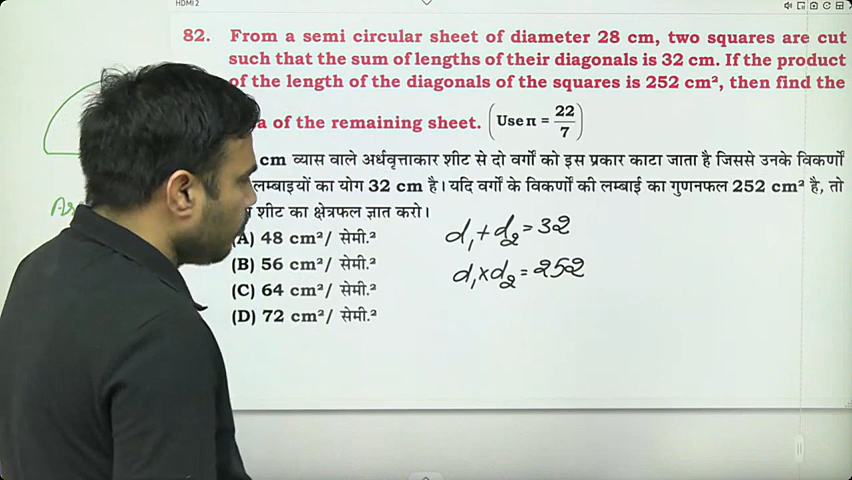 HDMI 2
82. From a semi circular sheet of diameter 28 cm, two squares are cut
such that the sum of lengths of their diagonals is 32 cm. If the product
of the length of the diagonals of the squares is 252 cm², then find the
a of the remaining sheet. (Use π = 22/7)
cm व्यास वाले अर्धवृत्ताकार शीट से दो वर्गों को इस प्रकार काटा जाता है जिससे उनके विकर्णों
लम्बाइयों का योग 32 cm है। यदि वर्गों के विकर्णों की लम्बाई का गुणनफल 252 cm² है, तो
शीट का क्षेत्रफल ज्ञात करो।
Ar
d₁+d₂=32
(A) 48 cm²/ सेमी.²
(B) 56 cm²/ सेमी.²
d₁×d₂=252
(C) 64 cm²/ सेमी.²
(D) 72 cm²/ सेमी.²